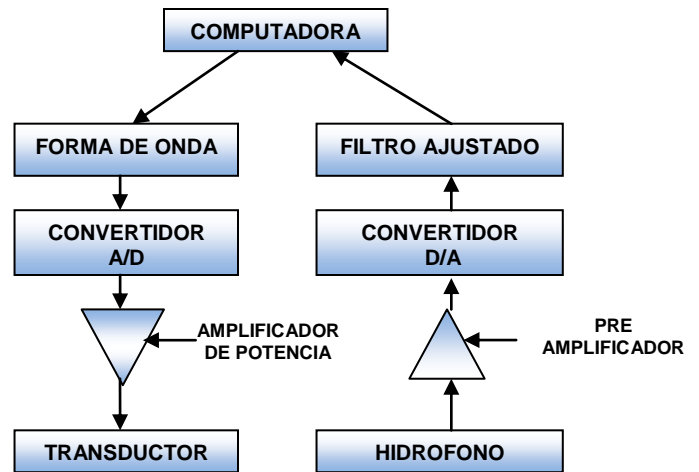 COMPUTADORA
FORMA DE ONDA
FILTRO AJUSTADO
CONVERTIDOR
A/D
CONVERTIDOR
D/A
AMPLIFICADOR
DE POTENCIA
PRE
AMPLIFICADOR
TRANSDUCTOR
HIDROFONO